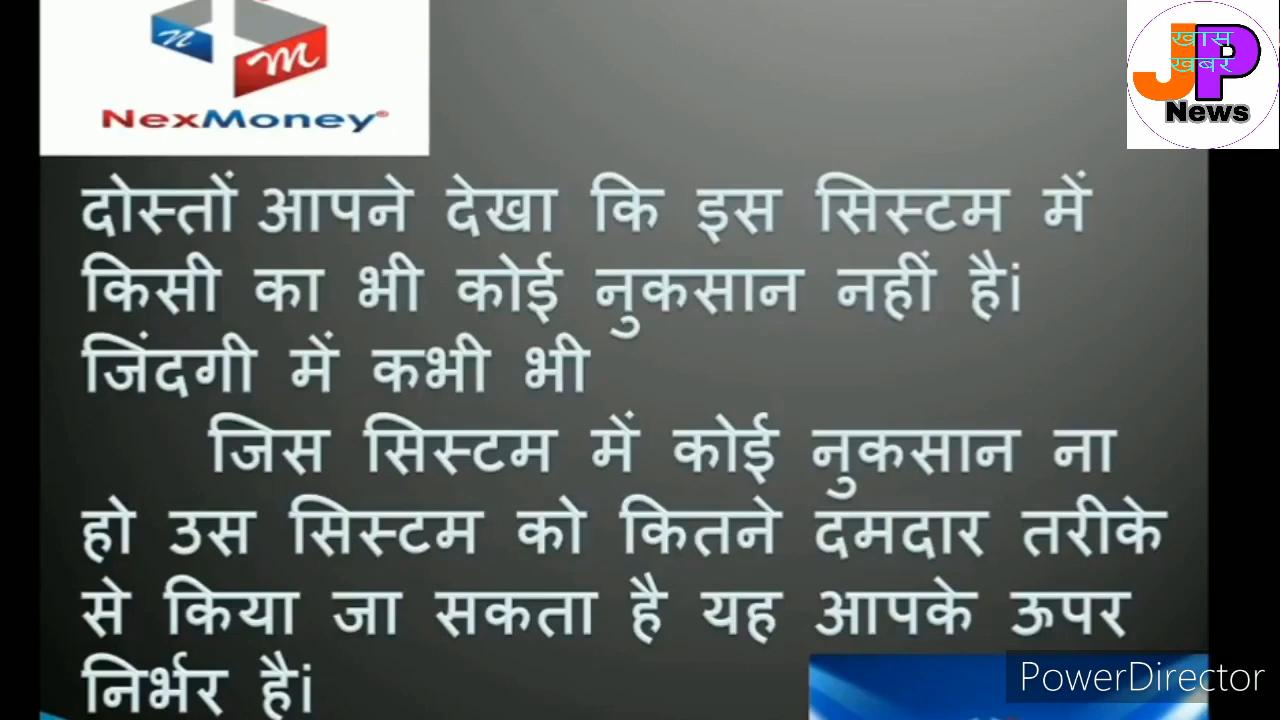 n
m
NexMoney®
खास
खबर
JP
News
दोस्तों आपने देखा कि इस सिस्टम में
किसी का भी कोई नुकसान नहीं हैi
जिंदगी में कभी भी
जिस सिस्टम में कोई नुकसान ना
हो उस सिस्टम को कितने दमदार तरीके
से किया जा सकता है यह आपके ऊपर
निर्भर हैi
PowerDirector